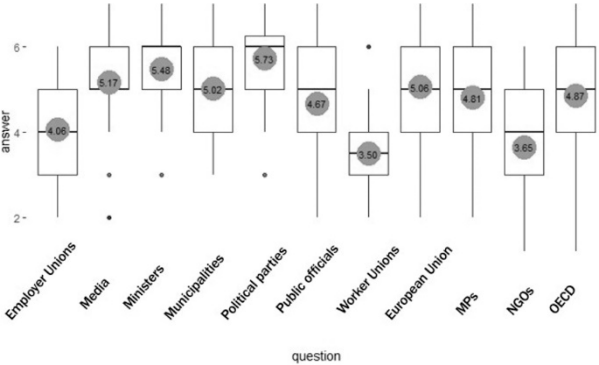 answer
6
4
2
4.06
5.17
5.48
5.02
5.73
4.67
3.50
5.06
4.81
3.65
4.87
Employer Unions
Media
Ministers
Municipalities
Political parties
Public officials
Worker Unions
European Union
MPs
NGOs
OECD
question